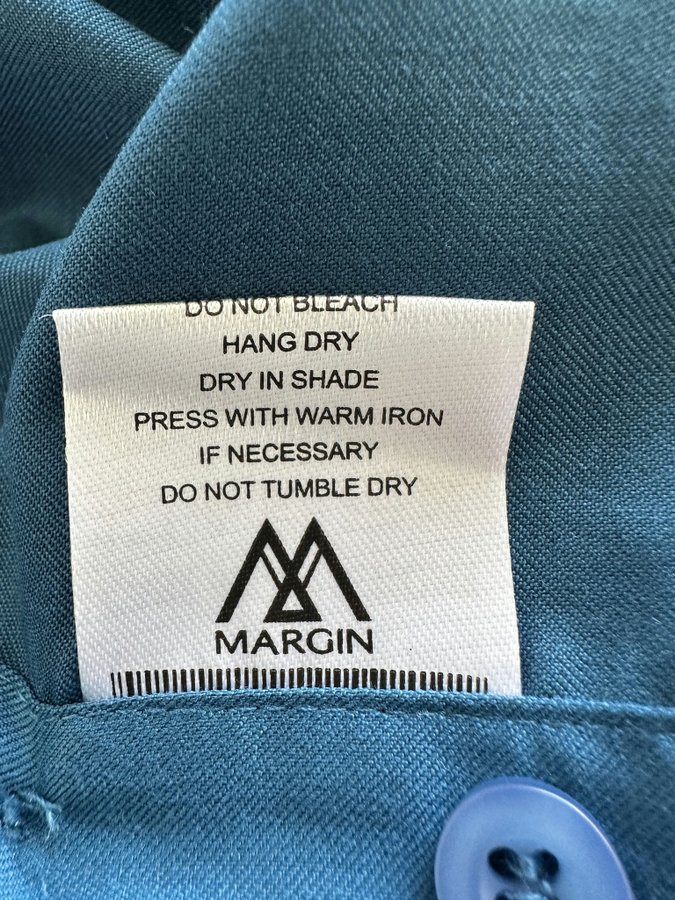 DO NOT BLEACH
HANG DRY
DRY IN SHADE
PRESS WITH WARM IRON
IF NECESSARY
DO NOT TUMBLE DRY
MARGIN